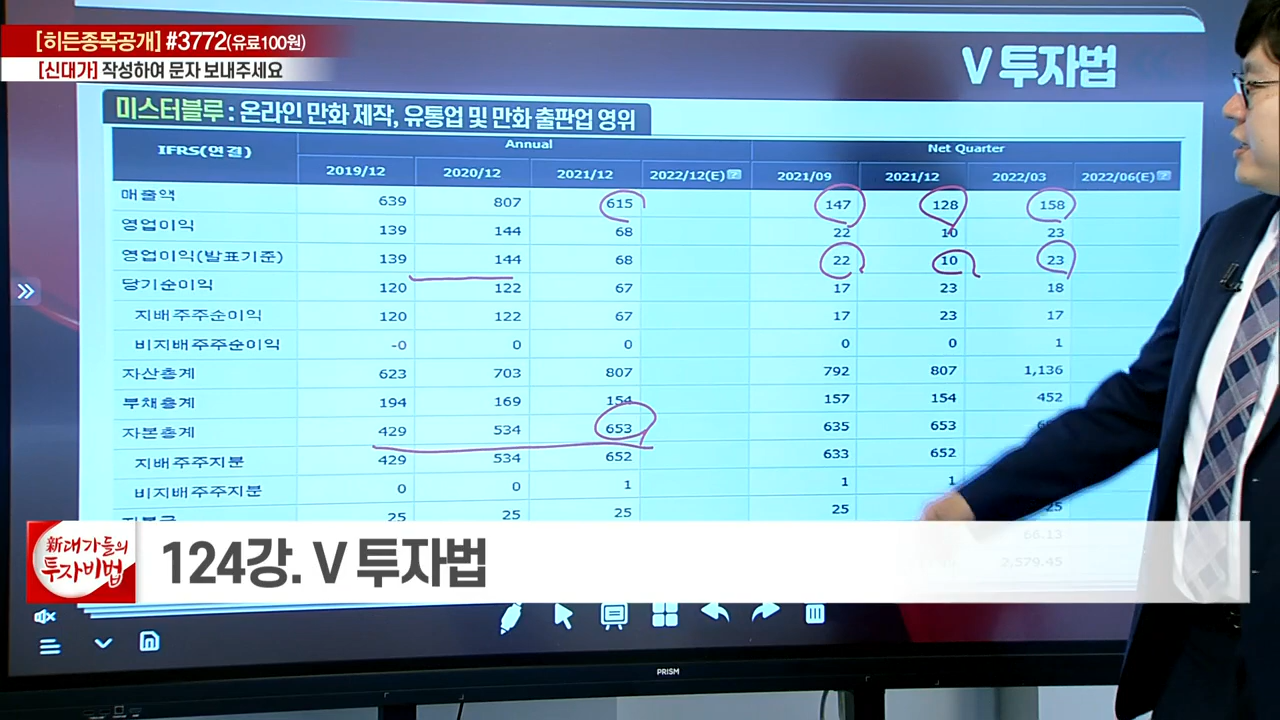 [히든종목공개] #3772(유료100원)
[신대가] 작성하여 문자 보내주세요
V 투자법
미스터블루 : 온라인 만화 제작, 유통업 및 만화 출판업 영위
IFRS(연결) Annual Net Quarter
2019/12 2020/12 2021/12 2022/12(E) 2021/09 2021/12 2022/03 2022/06(E)
매출액 639 807 615 147 128 158
영업이익 139 144 68 22 10 23
영업이익(발표기준) 139 144 68 22 10 23
당기순이익 120 122 67 17 23 18
지배주주순이익 120 122 67 17 23 17
비지배주주순이익 -0 0 0 0 0 1
자산총계 623 703 807 792 807 1,136
부채총계 194 169 154 157 154 452
자본총계 429 534 653 635 653
지배주주지분 429 534 652 633 652
비지배주주지분 0 0 1 1 1
자본금 25 25 25 25 25
66.13
2,579.45
新대가들의
투자비법
124강. V 투자법
PRISM